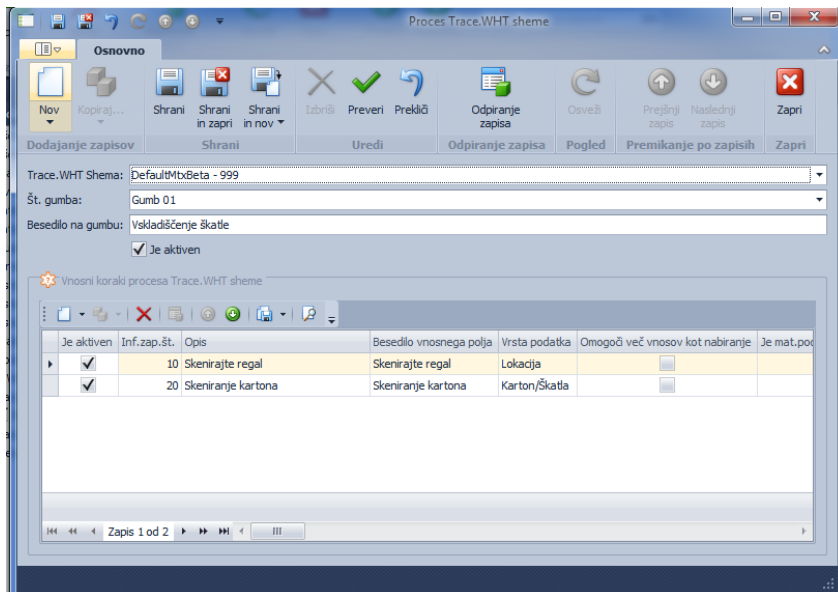 Proces Trace.WHT sheme
Osnovno
Nov Kopiraj... Shrani Shrani in zapri Shrani in nov Izbriši Preveri Prekliči Odpiranje zapisa Osveži Prejšnji zapis Naslednji zapis Zapri
Dodajanje zapisov Shrani Uredi Odpiranje zapisa Pogled Premikanje po zapisih Zapri
Trace.WHT Shema: DefaultMtxBeta - 999
Št. gumba: Gumb 01
Besedilo na gumbu: Vskladiščenje škatle
Je aktiven
Vnosni koraki procesa Trace.WHT sheme
Je aktiven Inf.zap.št. Opis Besedilo vnosnega polja Vrsta podatka Omogoči več vnosov kot nabiranje Je mat.pod
10 Skenirajte regal Skenirajte regal Lokacija
20 Skeniranje kartona Skeniranje kartona Karton/Škatla
Zapis 1 od 2